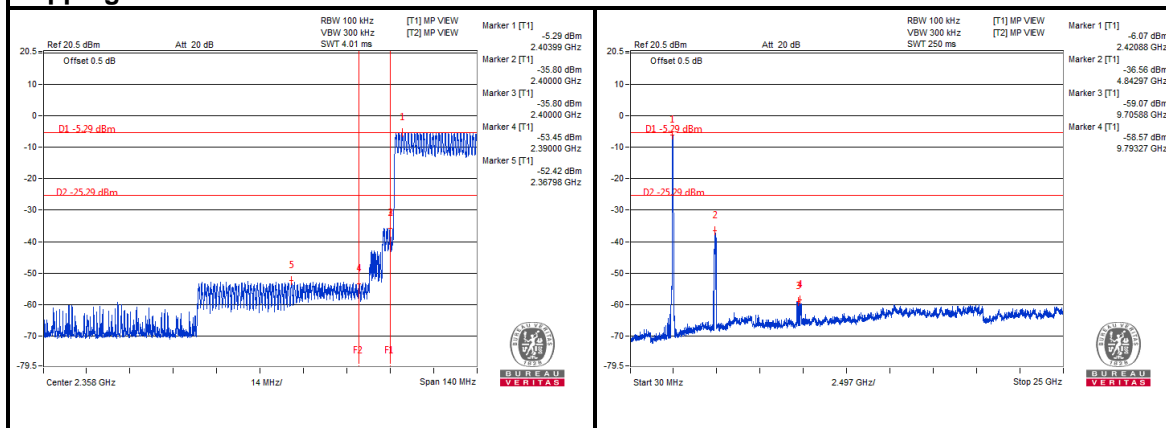 RBW 100 kHz [T1] MP VIEW
VBW 300 kHz [T2] MP VIEW
Ref 20.5 dBm Att 20 dB SWT 4.01 ms
20.5
Offset 0.5 dB
10
0
D1 -5.29 dBm
-10
-20
D2 -25.29 dBm
-30
-40
-50
-60
-70
-79.5
1
4
5
F2
F1
Center 2.358 GHz 14 MHz/ Span 140 MHz
Marker 1 [T1]
-5.29 dBm
2.40399 GHz
Marker 2 [T1]
-35.80 dBm
2.40000 GHz
Marker 3 [T1]
-35.80 dBm
2.40000 GHz
Marker 4 [T1]
-53.45 dBm
2.39000 GHz
Marker 5 [T1]
-52.42 dBm
2.36798 GHz
BUREAU
VERITAS
RBW 100 kHz [T1] MP VIEW
VBW 300 kHz [T2] MP VIEW
Ref 20.5 dBm Att 20 dB SWT 250 ms
20.5
Offset 0.5 dB
10
0
D1 -5.29 dBm
-10
-20
D2 -25.29 dBm
-30
-40
-50
-60
-70
-79.5
1
2
3
4
Start 30 MHz 2.497 GHz/ Stop 25 GHz
Marker 1 [T1]
-6.07 dBm
2.42088 GHz
Marker 2 [T1]
-36.56 dBm
4.84297 GHz
Marker 3 [T1]
-59.07 dBm
9.70588 GHz
Marker 4 [T1]
-58.57 dBm
9.79327 GHz
BUREAU
VERITAS